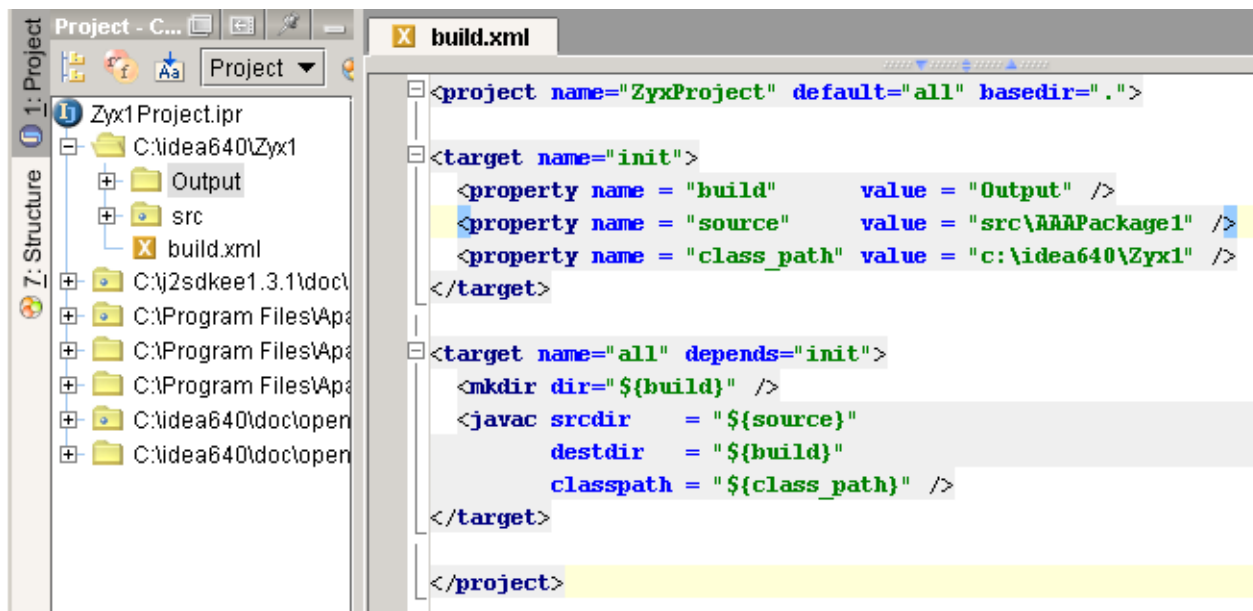 1: Project
7: Structure
Project - C...
Project
Zyx1Project.ipr
C:\idea640\Zyx1
Output
src
build.xml
C:\j2sdkee1.3.1\doc\
C:\Program Files\Apa
C:\Program Files\Apa
C:\Program Files\Apa
C:\idea640\doc\open
C:\idea640\doc\open
build.xml
<project name="ZyxProject" default="all" basedir=".">
<target name="init">
<property name = "build" value = "Output" />
<property name = "source" value = "src\AAAPackage1" />
<property name = "class_path" value = "c:\idea640\Zyx1" />
</target>
<target name="all" depends="init">
<mkdir dir="${build}" />
<javac srcdir = "${source}"
destdir = "${build}"
classpath = "${class_path}" />
</target>
</project>